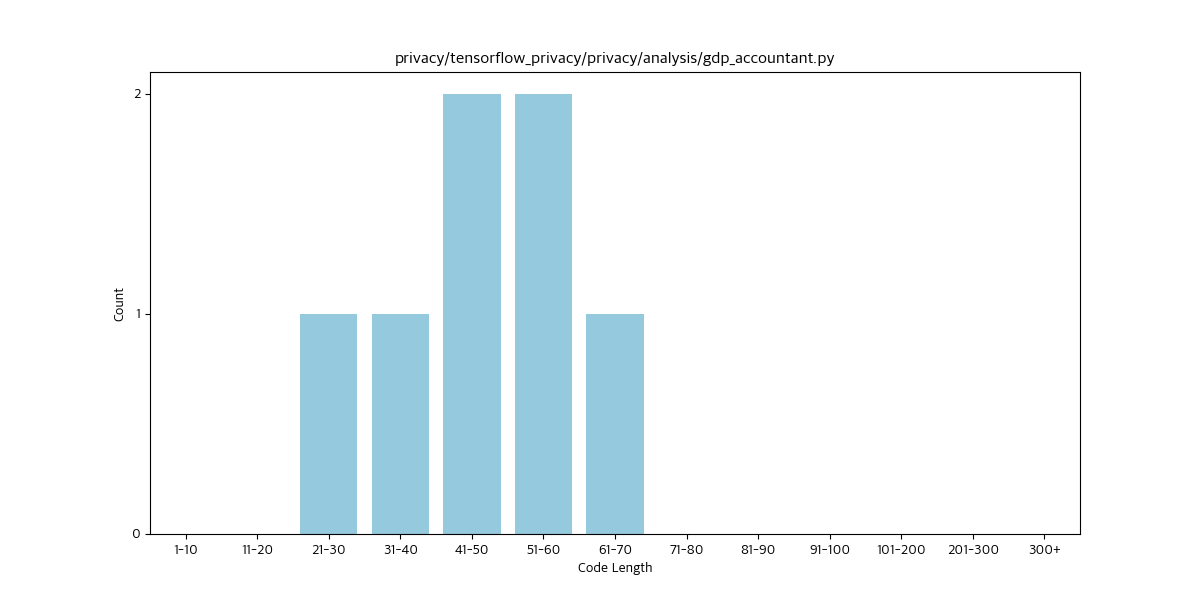 privacy/tensorflow_privacy/privacy/analysis/gdp_accountant.py
2
1
0
Count
1-10 11-20 21-30 31-40 41-50 51-60 61-70 71-80 81-90 91-100 101-200 201-300 300+
Code Length